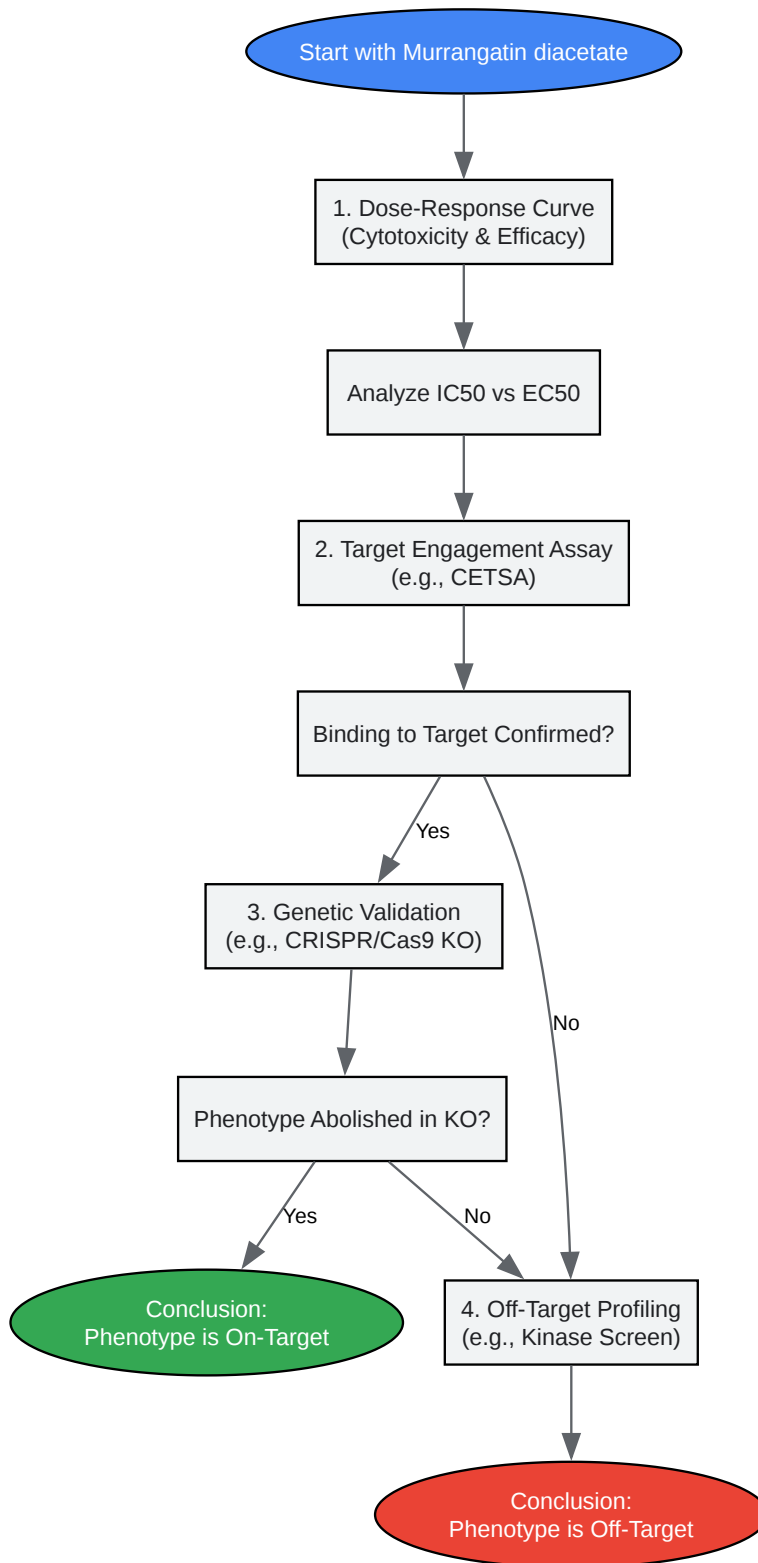 Start with Murrangatin diacetate
1. Dose-Response Curve
(Cytotoxicity & Efficacy)
Analyze IC50 vs EC50
2. Target Engagement Assay
(e.g., CETSA)
Binding to Target Confirmed?
Yes
3. Genetic Validation
(e.g., CRISPR/Cas9 KO)
No
Phenotype Abolished in KO?
Yes
No
Conclusion:
Phenotype is On-Target
4. Off-Target Profiling
(e.g., Kinase Screen)
Conclusion:
Phenotype is Off-Target